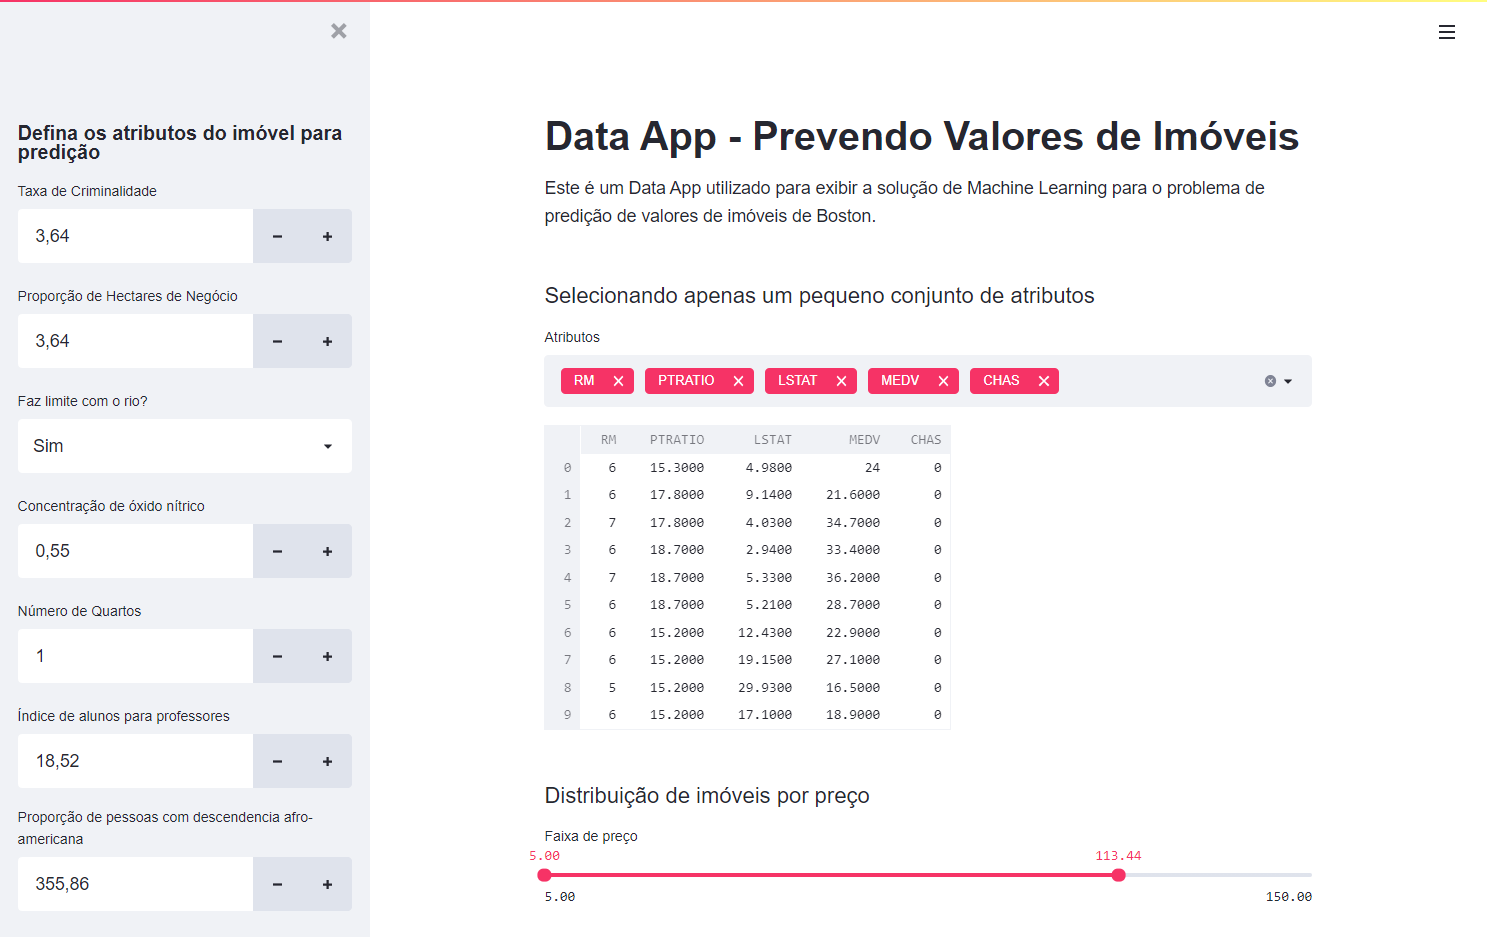 Defina os atributos do imóvel para
predição
Taxa de Criminalidade
3,64
Proporção de Hectares de Negócio
3,64
Faz limite com o rio?
Sim
Concentração de óxido nítrico
0,55
Número de Quartos
1
Índice de alunos para professores
18,52
Proporção de pessoas com descendencia afro-
americana
355,86
Data App - Prevendo Valores de Imóveis
Este é um Data App utilizado para exibir a solução de Machine Learning para o problema de
predição de valores de imóveis de Boston.
Selecionando apenas um pequeno conjunto de atributos
Atributos
RM PTRATIO LSTAT MEDV CHAS
RM PTRATIO LSTAT MEDV CHAS
0 6 15.3000 4.9800 24 0
1 6 17.8000 9.1400 21.6000 0
2 7 17.8000 4.0300 34.7000 0
3 6 18.7000 2.9400 33.4000 0
4 7 18.7000 5.3300 36.2000 0
5 6 18.7000 5.2100 28.7000 0
6 6 15.2000 12.4300 22.9000 0
7 6 15.2000 19.1500 27.1000 0
8 5 15.2000 29.9300 16.5000 0
9 6 15.2000 17.1000 18.9000 0
Distribuição de imóveis por preço
Faixa de preço
5.00 113.44
5.00 150.00